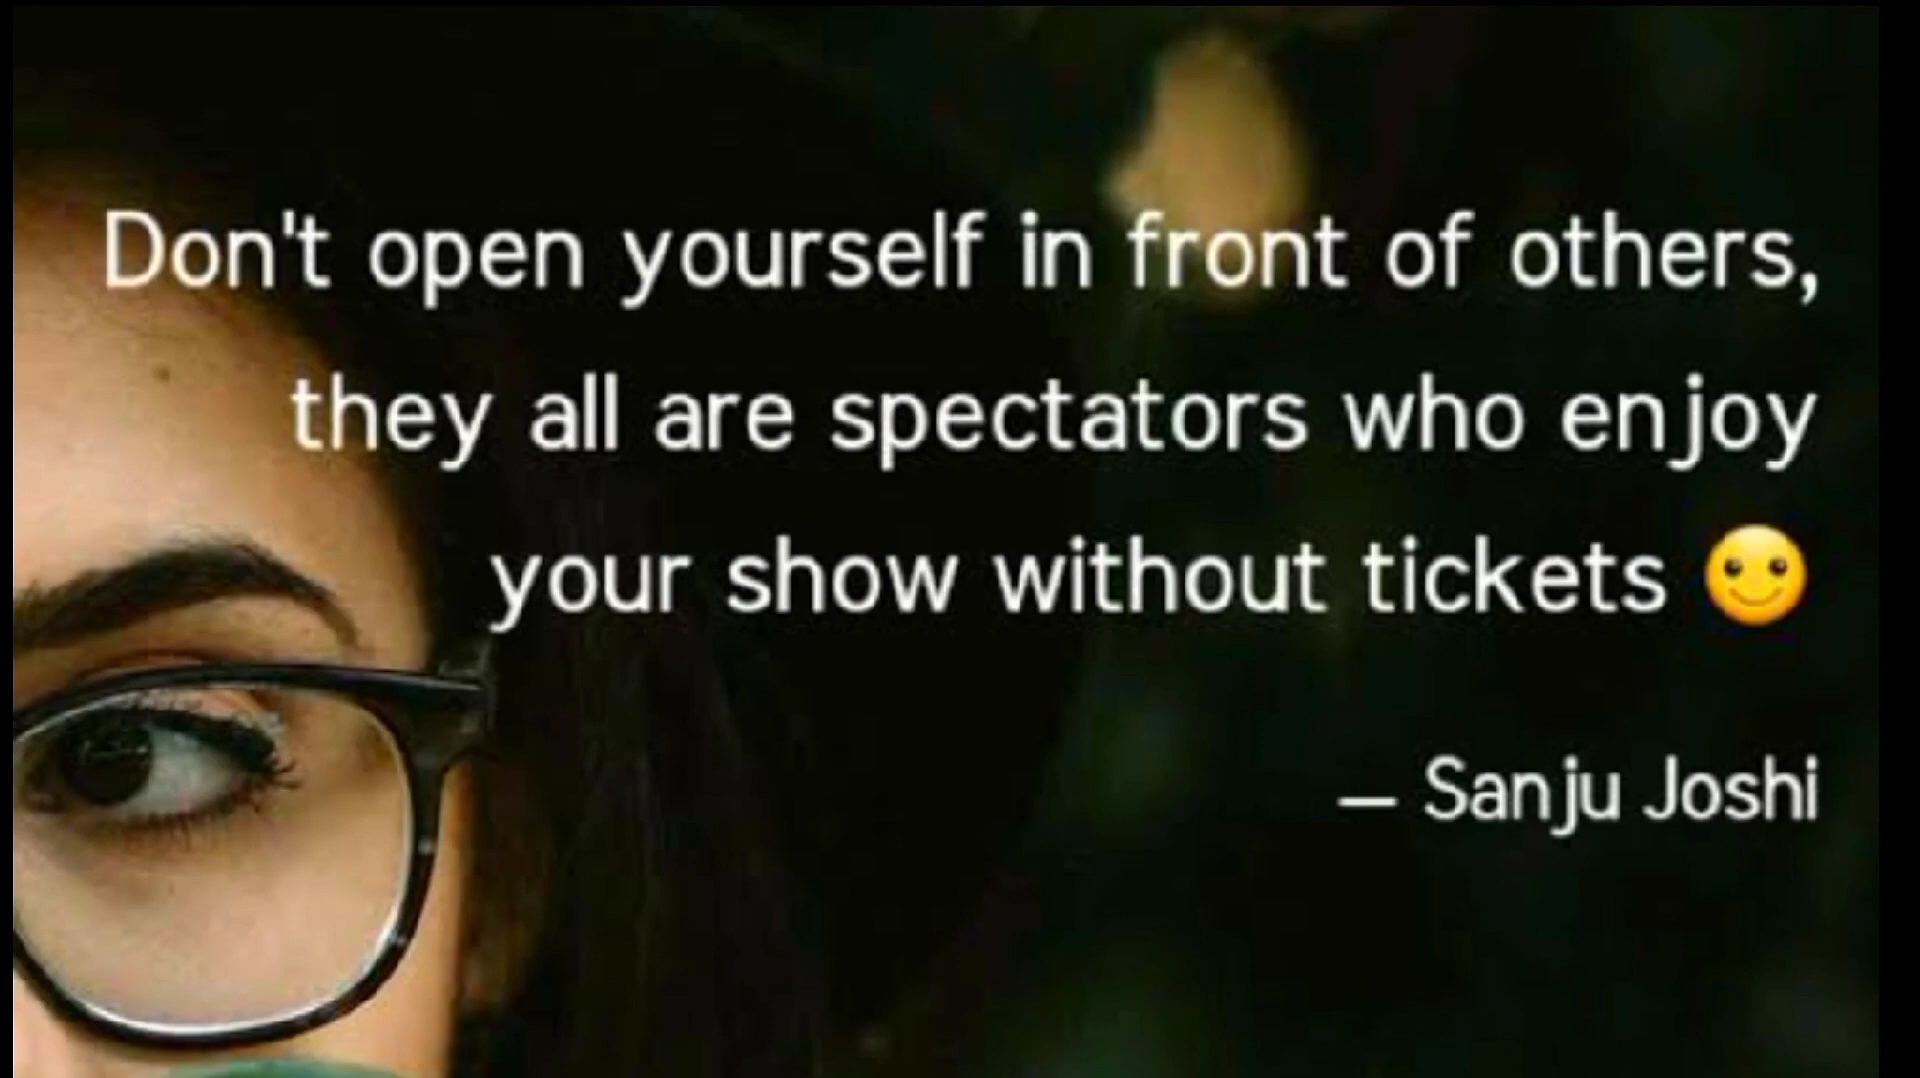 Don't open yourself in front of others,
they all are spectators who enjoy
your show without tickets 🙂
— Sanju Joshi